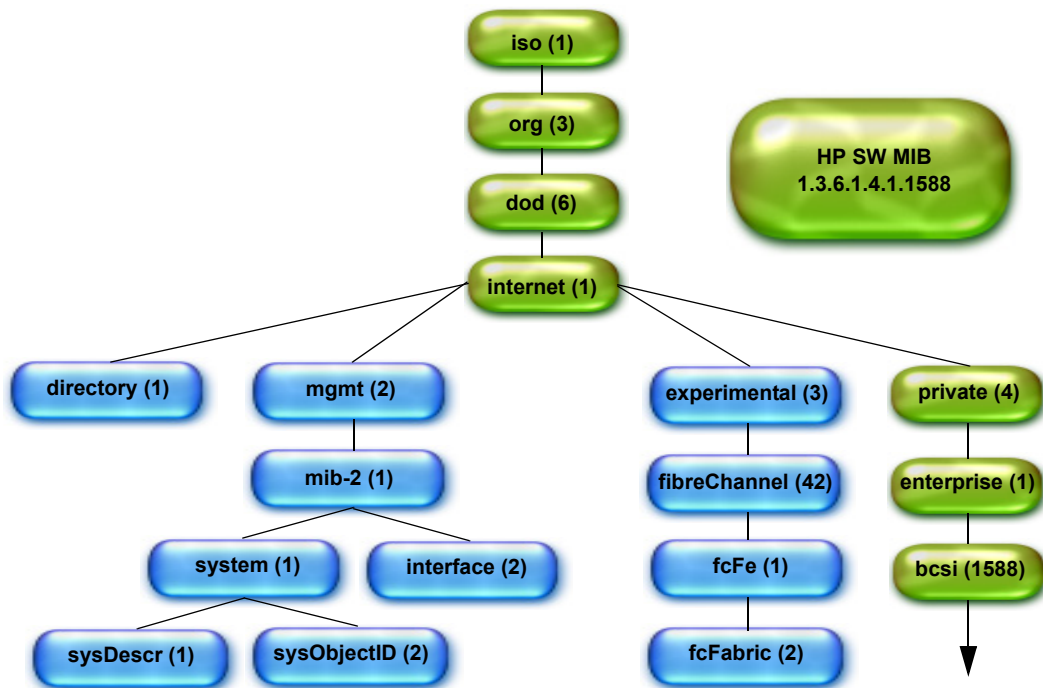 iso (1)
org (3)
HP SW MIB
1.3.6.1.4.1.1588
dod (6)
internet (1)
directory (1)
mgmt (2)
experimental (3)
private (4)
mib-2 (1)
fibreChannel (42)
enterprise (1)
system (1)
interface (2)
fcFe (1)
bcsi (1588)
sysDescr (1)
sysObjectID (2)
fcFabric (2)